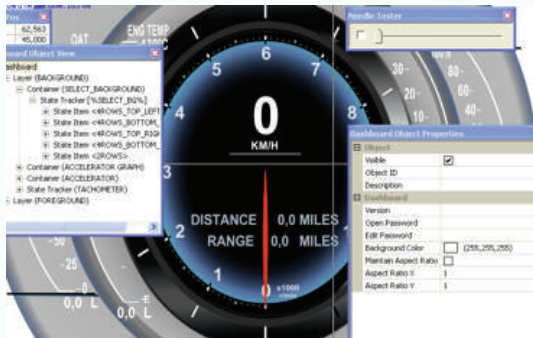 62,563
45,000
OAT
ENG TEMP
Needle Tester
Dashboard Object View
Dashboard
Layer (BACKGROUND)
Container (SELECT_BACKGROUND)
State Tracker [%SELECT_BG%]
State Item <4ROWS_TOP_LEFT
State Item <4ROWS_BOTTOM_
State Item <4ROWS_TOP_RIG
State Item <4ROWS_BOTTOM_
State Item <2ROWS>
Container (ACCELERATOR GRAPH)
Container (ACCELERATOR)
State Tracker (TACHOMETER)
Layer (FOREGROUND)
6
5
7
4
3
2
1
0
0
KM/H
DISTANCE 0,0 MILES
RANGE 0,0 MILES
x1000
30-
20-
10-
80-
60-
-50
-25
0,0 L
0,0 L
Dashboard Object Properties
Object
Visible
Object ID
Description
Dashboard
Version
Open Password
Edit Password
Background Color (255,255,255)
Maintain Aspect Ratio
Aspect Ratio X 1
Aspect Ratio Y 1